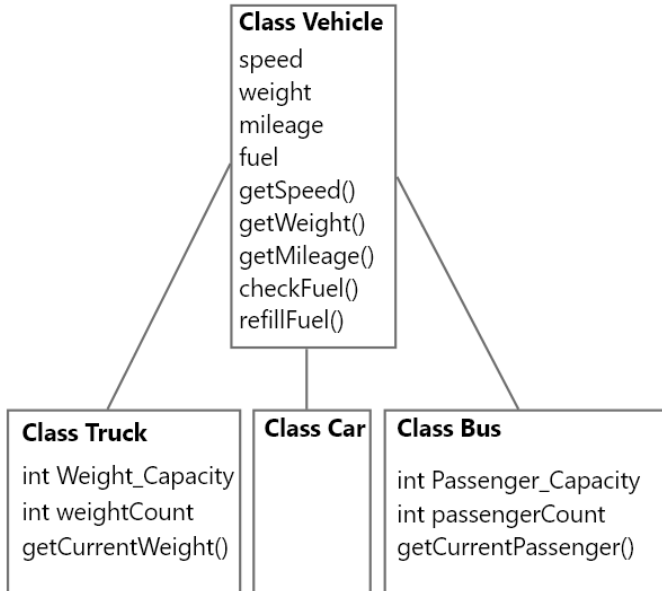 Class Vehicle
speed
weight
mileage
fuel
getSpeed()
getWeight()
getMileage()
checkFuel()
refillFuel()
Class Truck
int Weight_Capacity
int weightCount
getCurrentWeight()
Class Car
Class Bus
int Passenger_Capacity
int passengerCount
getCurrentPassenger()